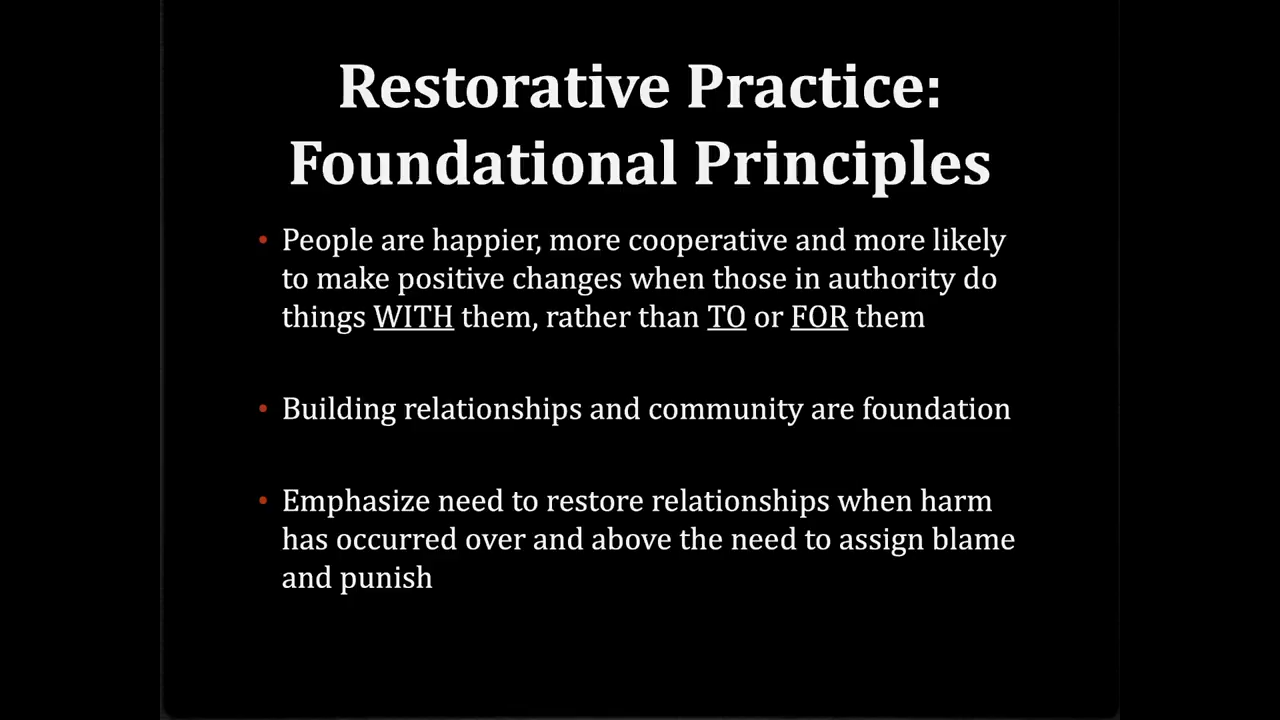 Restorative Practice:
Foundational Principles
• People are happier, more cooperative and more likely
to make positive changes when those in authority do
things WITH them, rather than TO or FOR them
• Building relationships and community are foundation
• Emphasize need to restore relationships when harm
has occurred over and above the need to assign blame
and punish